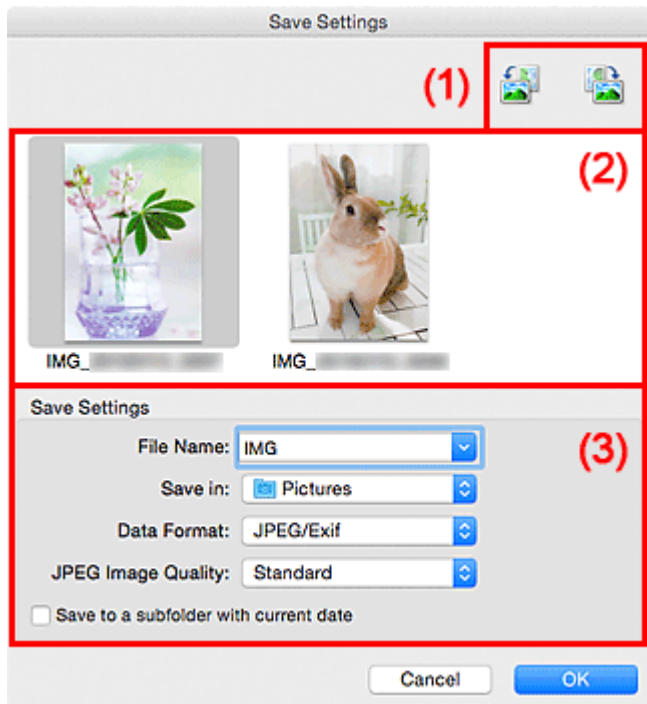 Save Settings
(1)
(2)
IMG_
IMG_
Save Settings
(3)
File Name: IMG
Save in: Pictures
Data Format: JPEG/Exif
JPEG Image Quality: Standard
Save to a subfolder with current date
Cancel OK